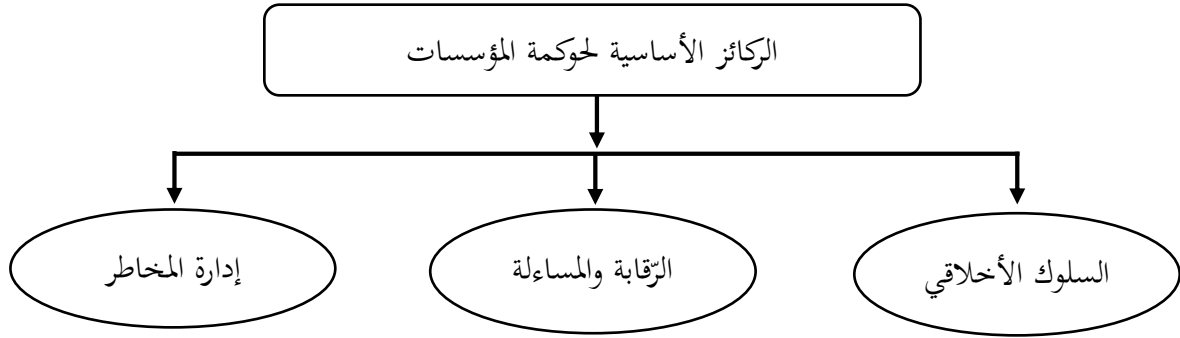 الركائز الأساسية لحوكمة المؤسسات
السلوك الأخلاقي
الرّقابة والمساءلة
إدارة المخاطر